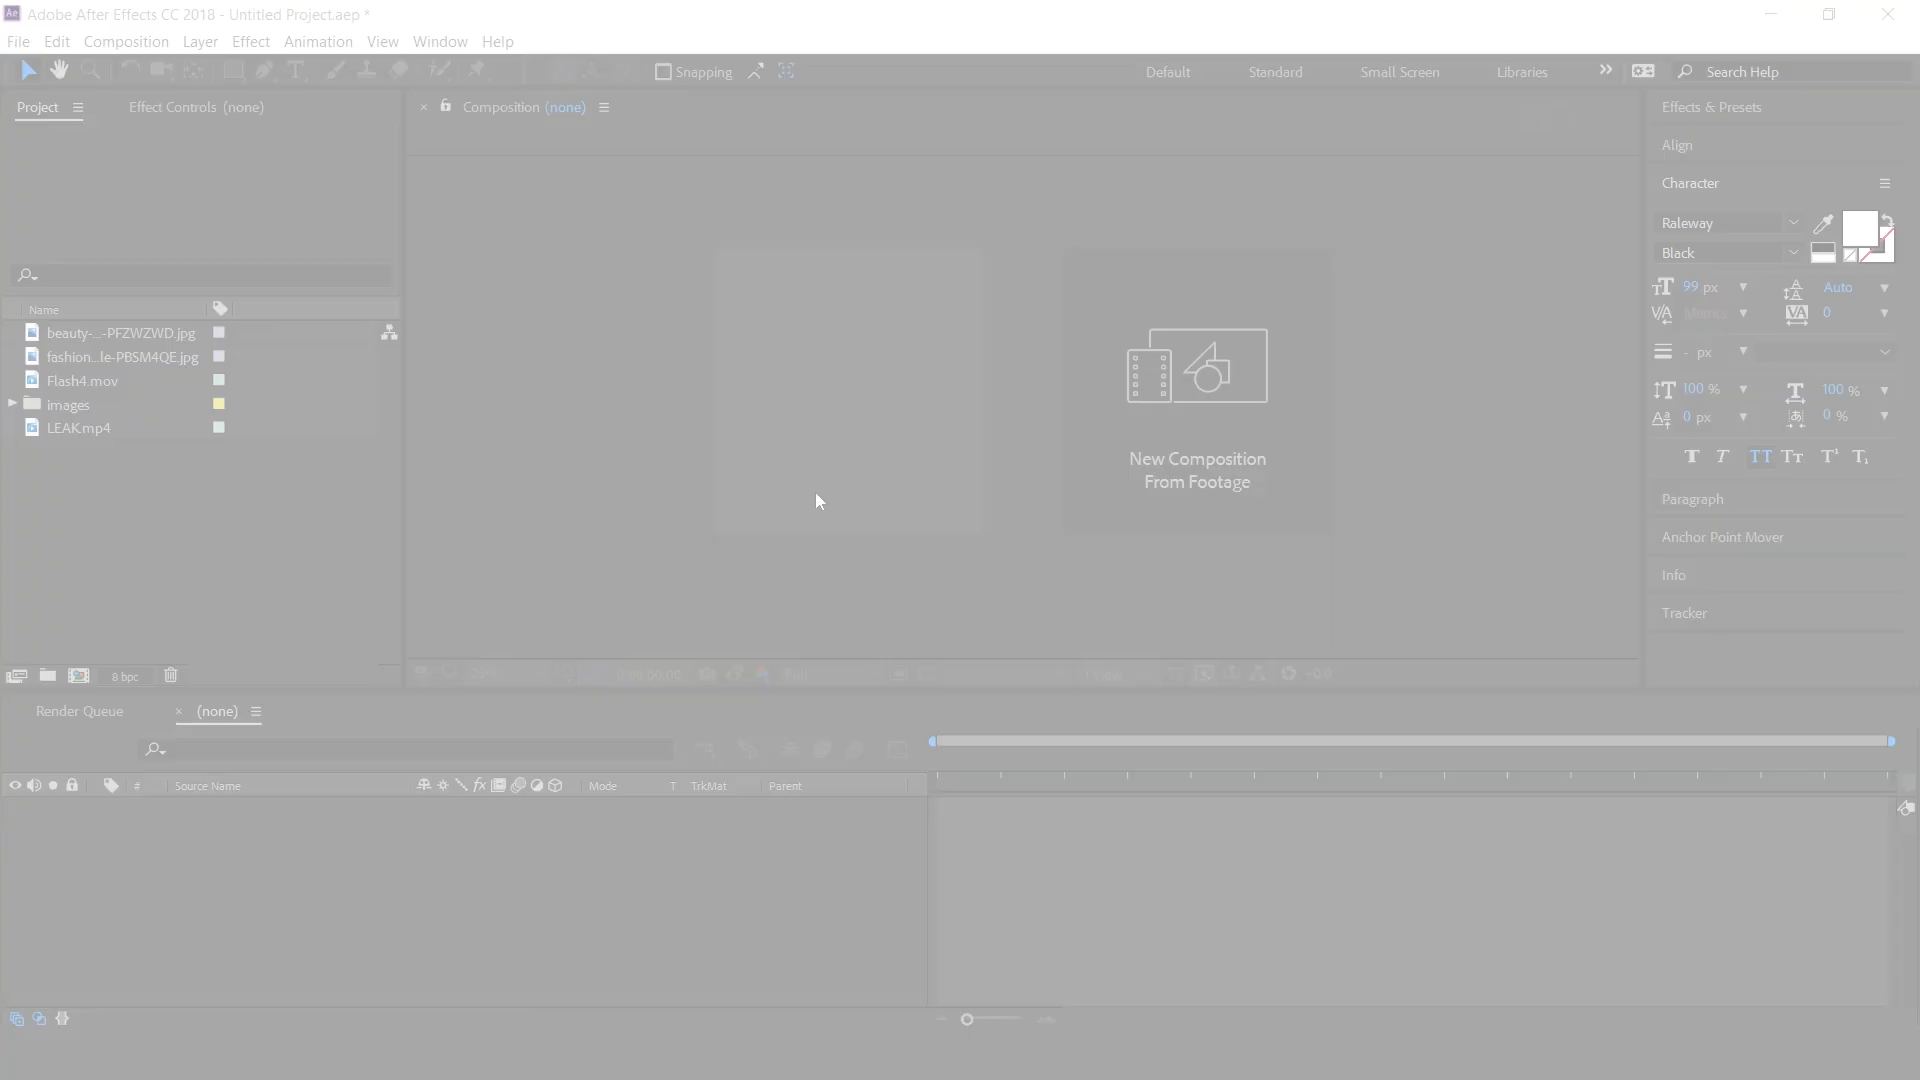 Adobe After Effects CC 2018 - Untitled Project.aep *
File Edit Composition Layer Effect Animation View Window Help
Snapping Default Standard Small Screen Libraries Search Help
Project Effect Controls (none) Composition (none) Effects & Presets
Align
Character
Raleway
Black
99 px Auto
Metrics 0
- px
100 % 100 %
0 px 0 %
Name
beauty-...-PFZWZWD.jpg
fashion...le-PBSM4QE.jpg
Flash4.mov
images
LEAK.mp4
New Composition
From Footage
Paragraph
Anchor Point Mover
Info
Tracker
8 bpc
Render Queue (none)
# Source Name Mode T TrkMat Parent